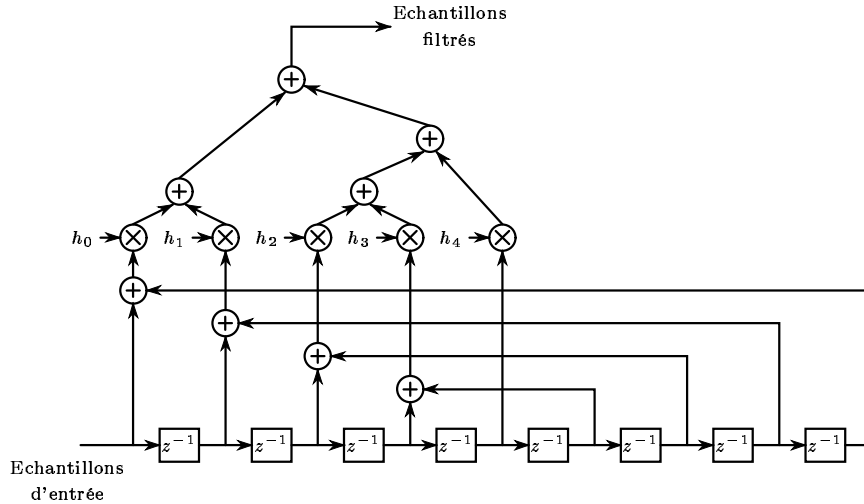 Echantillons
filtrés
h₀ h₁ h₂ h₃ h₄
z⁻¹ z⁻¹ z⁻¹ z⁻¹ z⁻¹ z⁻¹ z⁻¹ z⁻¹
Echantillons
d'entrée